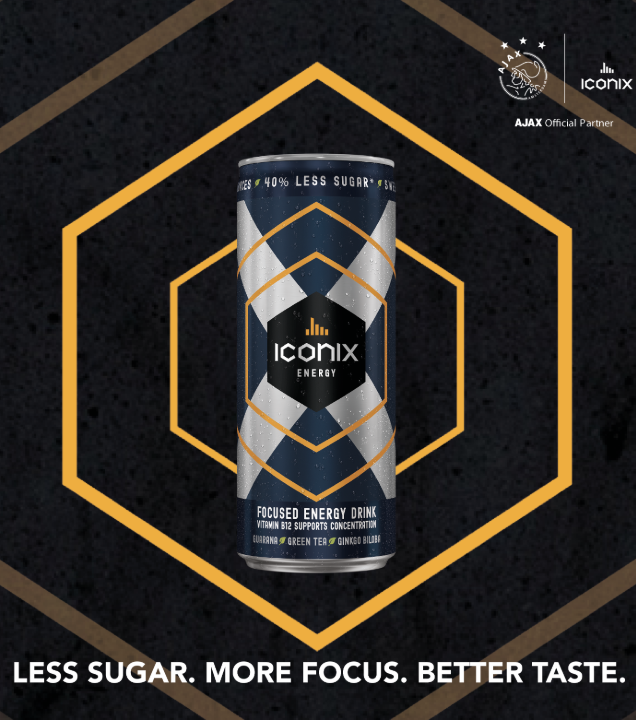 AJAX
ICONIX
AJAX Official Partner
40% LESS SUGAR*
ICONIX
ENERGY
FOCUSED ENERGY DRINK
VITAMIN B12 SUPPORTS CONCENTRATION
GUARANA GREEN TEA GINKGO BILOBA
LESS SUGAR. MORE FOCUS. BETTER TASTE.